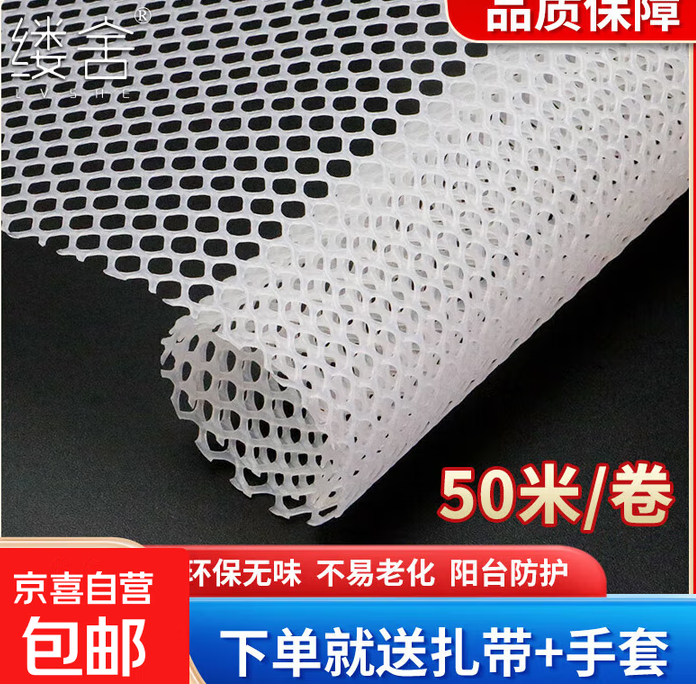 缕舍®
LVSHE
品质保障
50米/卷
环保无味 不易老化 阳台防护
京喜自营
包邮
下单就送扎带+手套